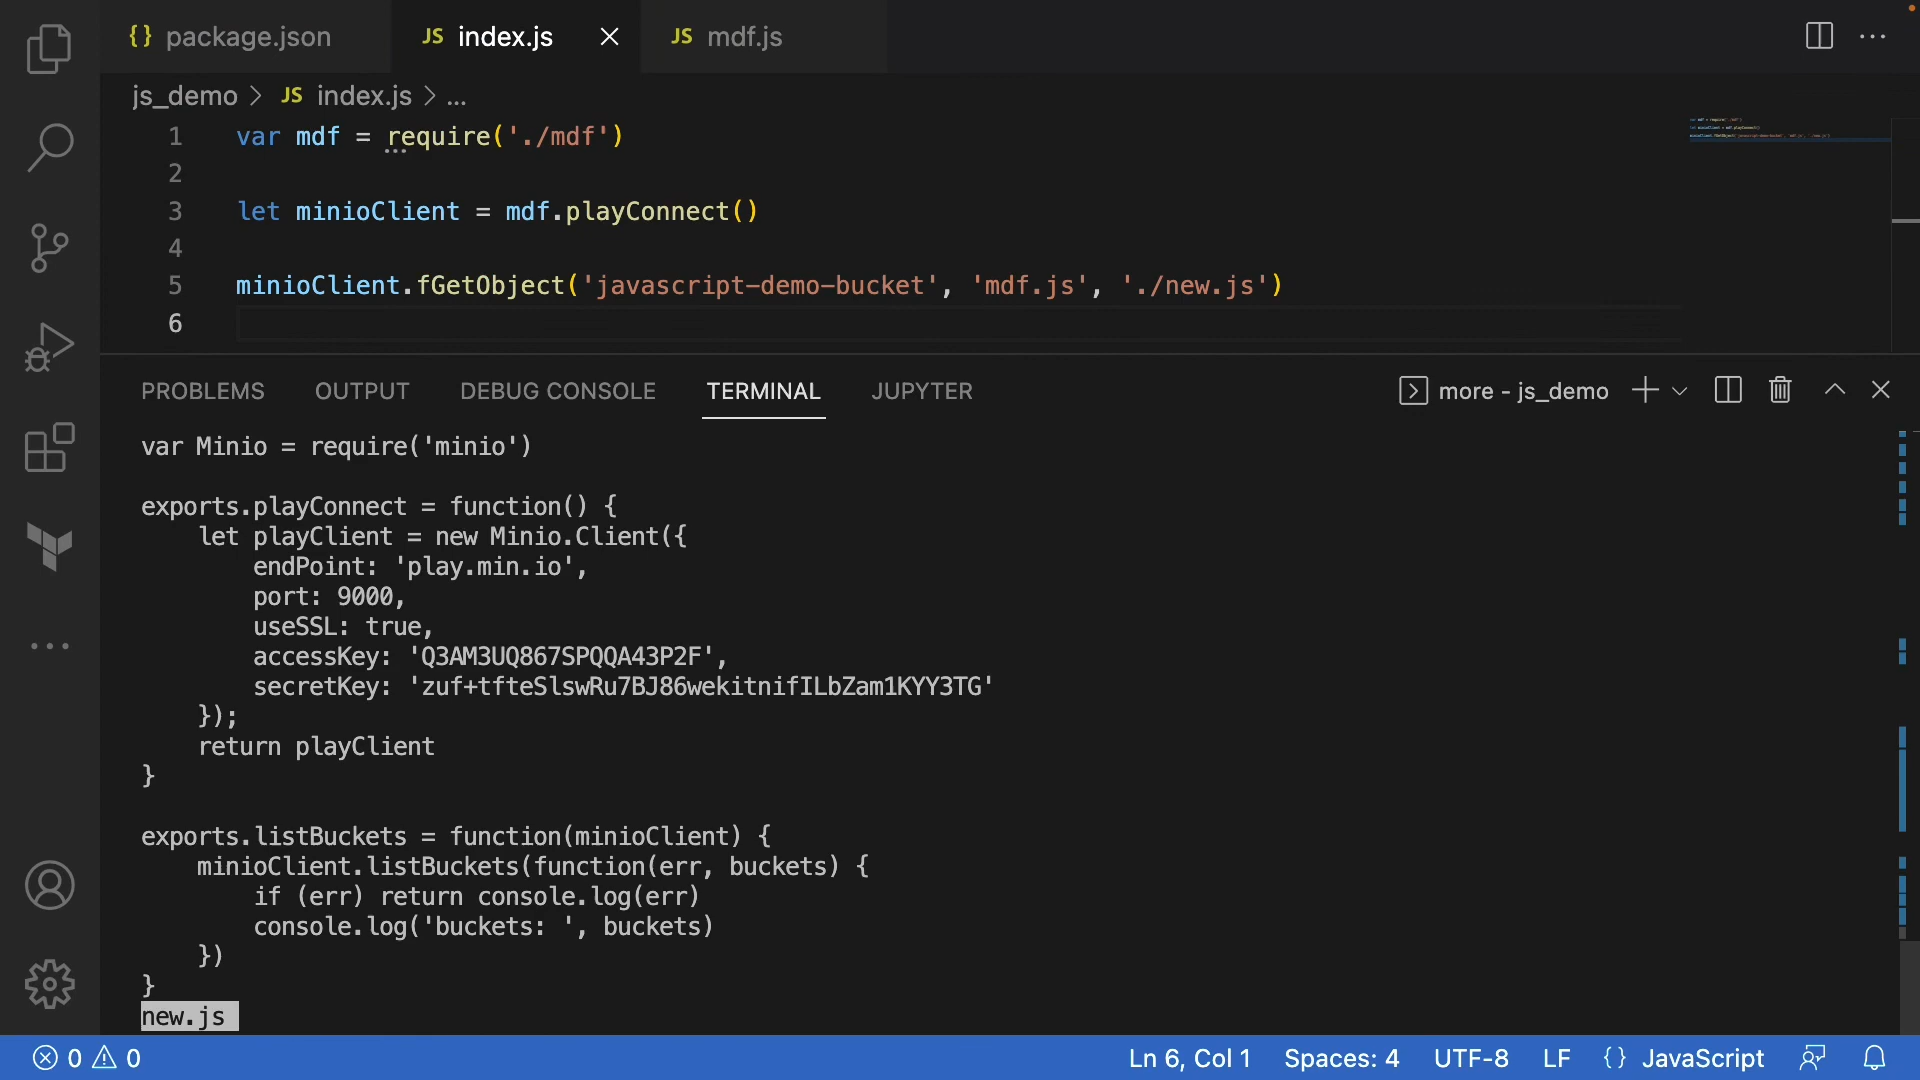 {} package.json JS index.js JS mdf.js
js_demo > JS index.js > ...
1 var mdf = require('./mdf')
2
3 let minioClient = mdf.playConnect()
4
5 minioClient.fGetObject('javascript-demo-bucket', 'mdf.js', './new.js')
6
PROBLEMS OUTPUT DEBUG CONSOLE TERMINAL JUPYTER more - js_demo
var Minio = require('minio')
exports.playConnect = function() {
    let playClient = new Minio.Client({
        endPoint: 'play.min.io',
        port: 9000,
        useSSL: true,
        accessKey: 'Q3AM3UQ867SPQQA43P2F',
        secretKey: 'zuf+tfteSlswRu7BJ86wekitnifILbZam1KYY3TG'
    });
    return playClient
}
exports.listBuckets = function(minioClient) {
    minioClient.listBuckets(function(err, buckets) {
        if (err) return console.log(err)
        console.log('buckets: ', buckets)
    })
}
new.js
0 0 Ln 6, Col 1 Spaces: 4 UTF-8 LF {} JavaScript